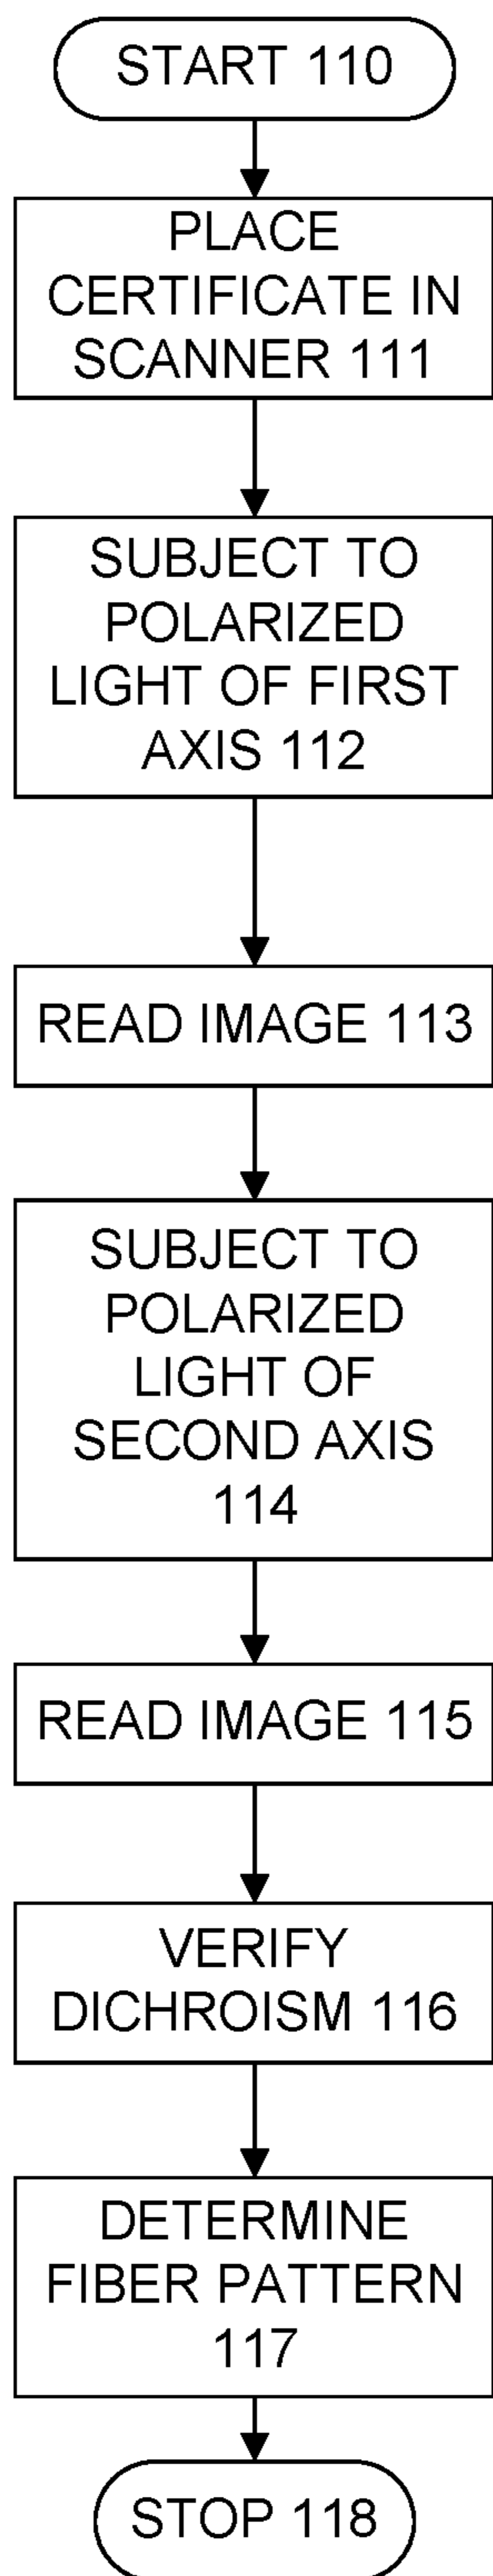 START 110
PLACE
CERTIFICATE IN
SCANNER 111
SUBJECT TO
POLARIZED
LIGHT OF FIRST
AXIS 112
READ IMAGE 113
SUBJECT TO
POLARIZED
LIGHT OF
SECOND AXIS
114
READ IMAGE 115
VERIFY
DICHROISM 116
DETERMINE
FIBER PATTERN
117
STOP 118